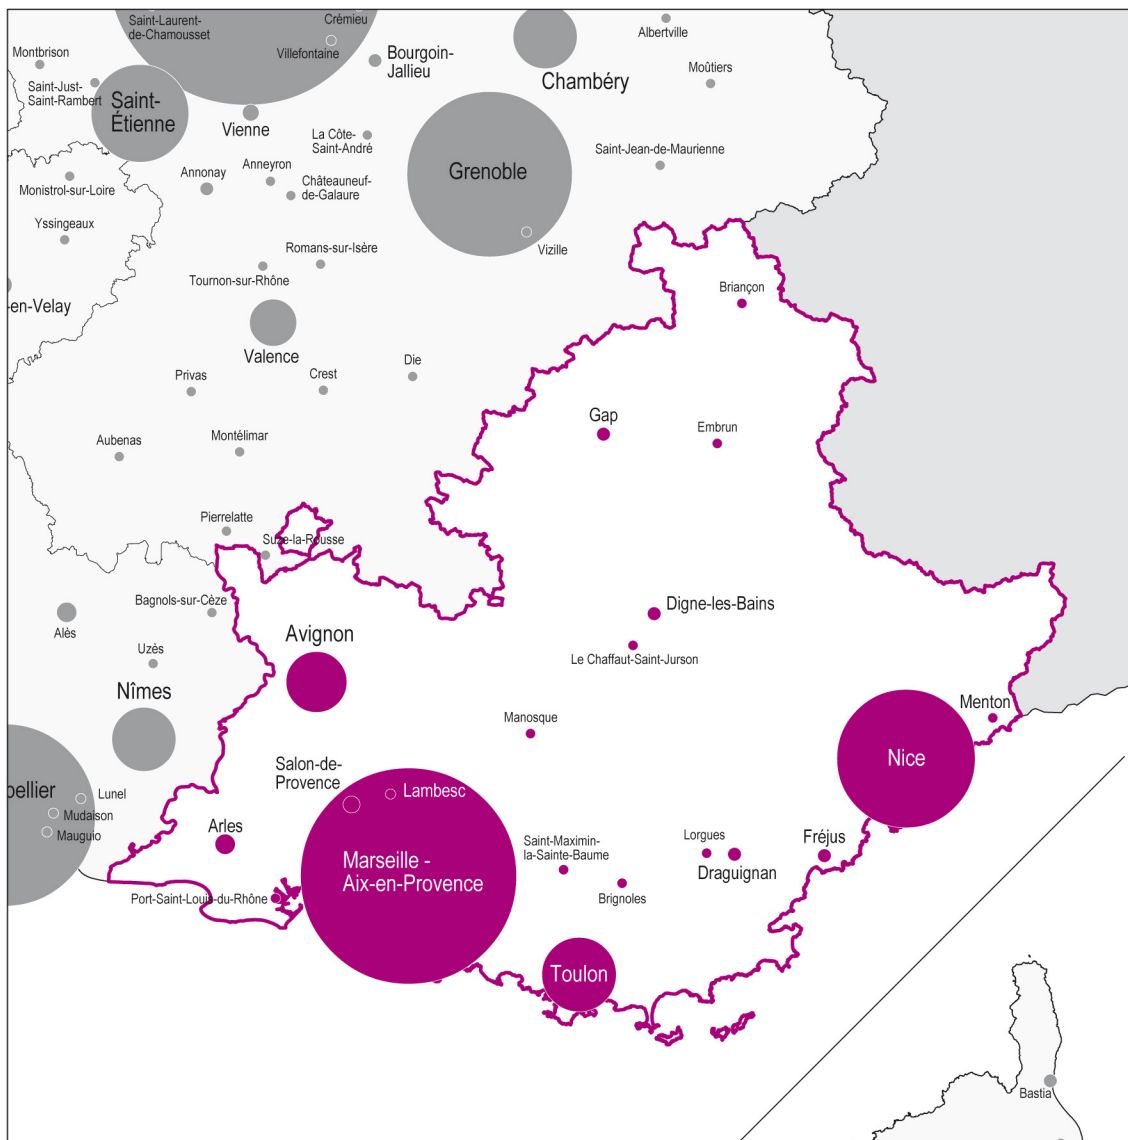 Saint-Laurent-
de-Chamousset
Crémieu
Villefontaine
Albertville
Montbrison
Bourgoin-
Jallieu
Chambéry
Moûtiers
Saint-Just-
Saint-Rambert
Saint-
Étienne
Vienne
La Côte-
Saint-André
Saint-Jean-de-Maurienne
Grenoble
Monistrol-sur-Loire
Annonay
Anneyron
Châteauneuf-
de-Galaure
Yssingeaux
Vizille
Romans-sur-Isère
Tournon-sur-Rhône
Briançon
-en-Velay
Valence
Die
Privas
Crest
Gap
Embrun
Aubenas
Montélimar
Pierrelatte
Suze-la-Rousse
Bagnols-sur-Cèze
Alès
Digne-les-Bains
Avignon
Uzès
Le Chaffaut-Saint-Jurson
Nîmes
Menton
Manosque
Nice
Salon-de-
Provence
Lambesc
pellier
Lunel
Mudaison
Mauguio
Arles
Saint-Maximin-
la-Sainte-Baume
Lorgues
Draguignan
Fréjus
Marseille -
Aix-en-Provence
Brignoles
Port-Saint-Louis-du-Rhône
Toulon
Bastia